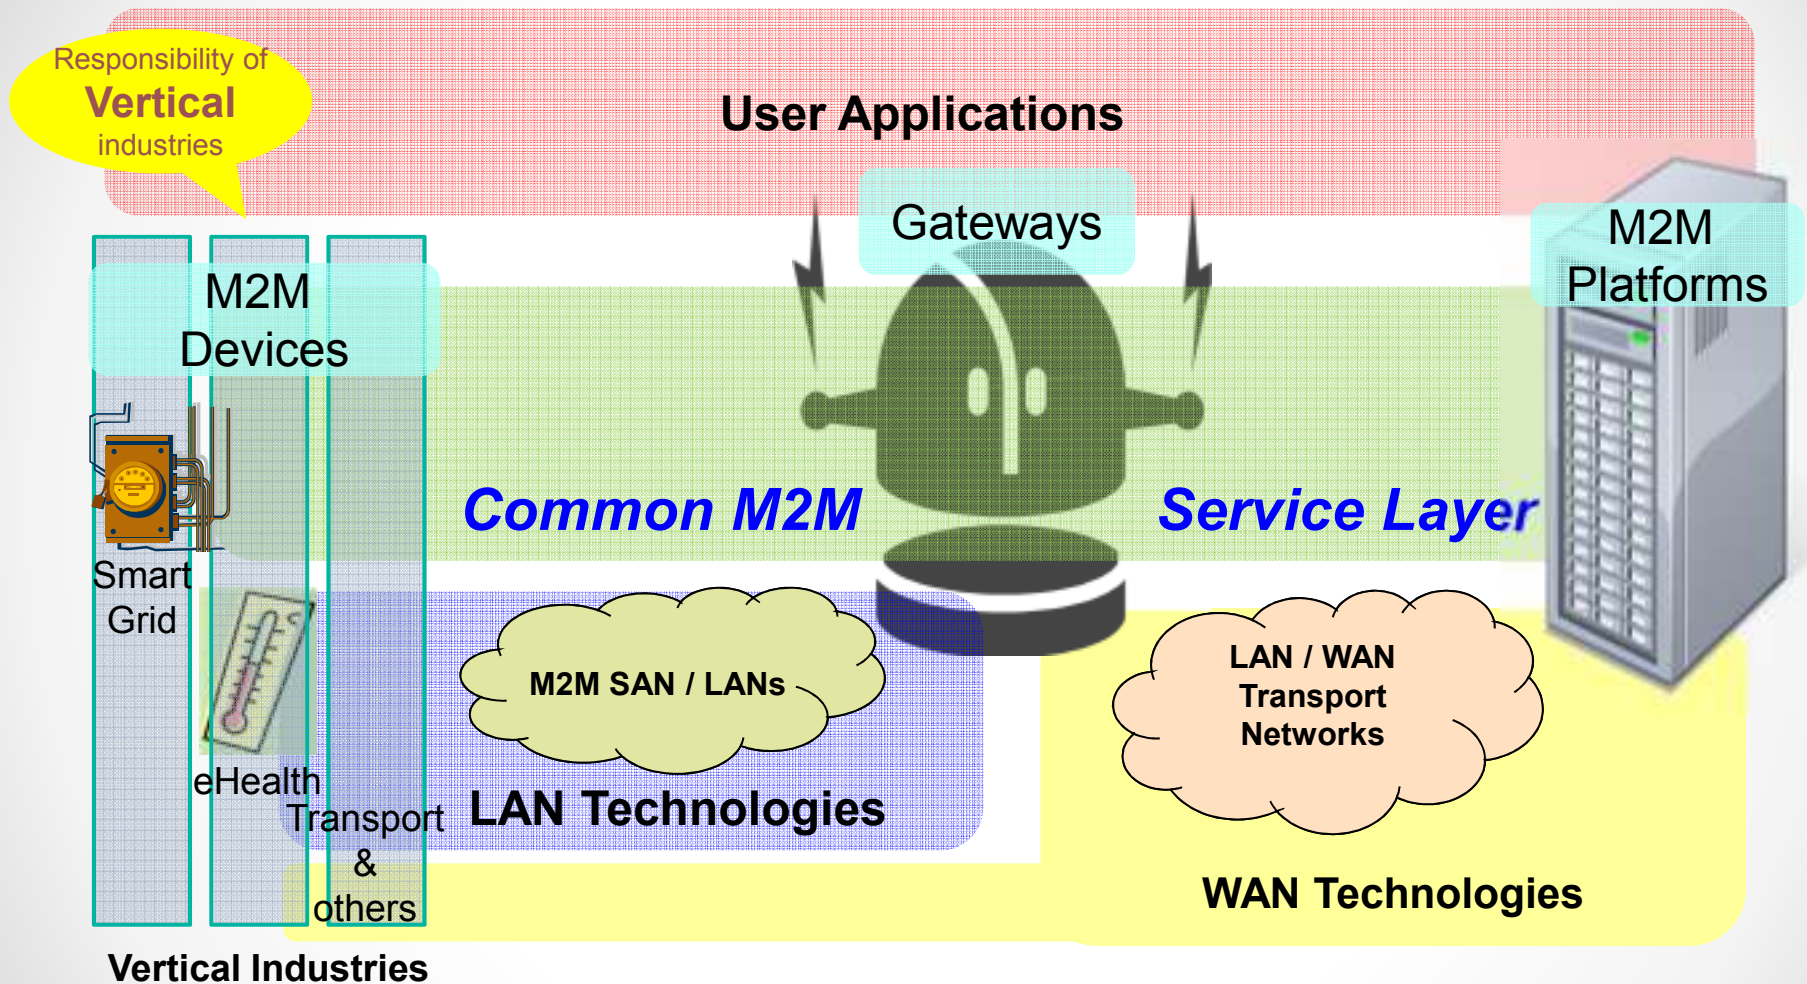 Responsibility of
Vertical
industries
User Applications
Gateways
M2M
Platforms
M2M
Devices
Common M2M
Service Layer
Smart
Grid
M2M SAN / LANs
LAN / WAN
Transport
Networks
eHealth
Transport
&
others
LAN Technologies
WAN Technologies
Vertical Industries